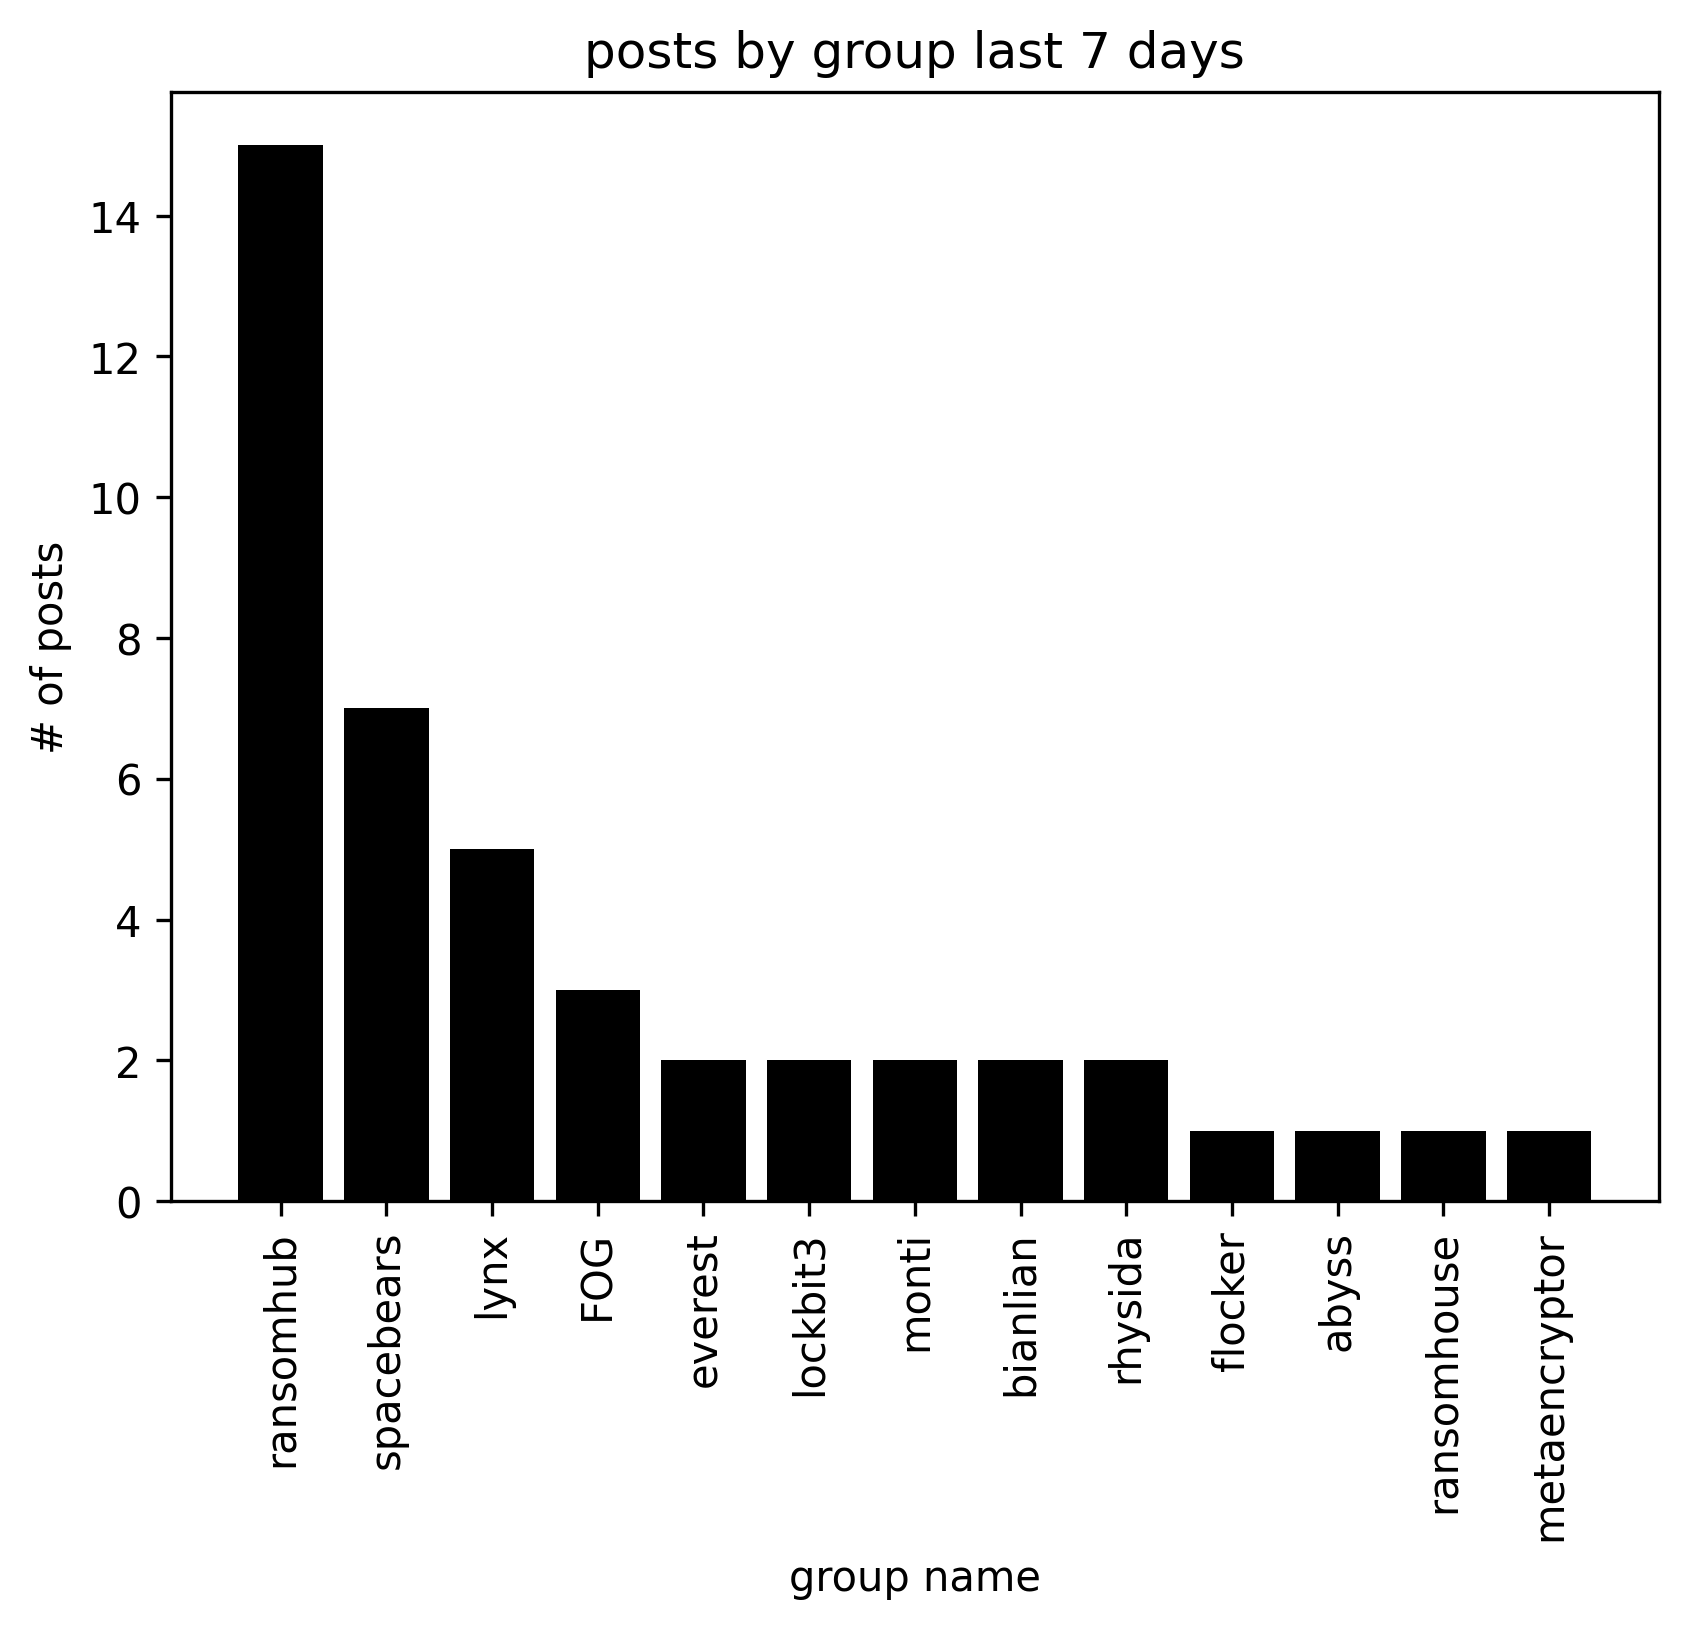 posts by group last 7 days
# of posts
14
12
10
8
6
4
2
0
ransomhub
spacebears
lynx
FOG
everest
lockbit3
monti
bianlian
rhysida
flocker
abyss
ransomhouse
metaencryptor
group name